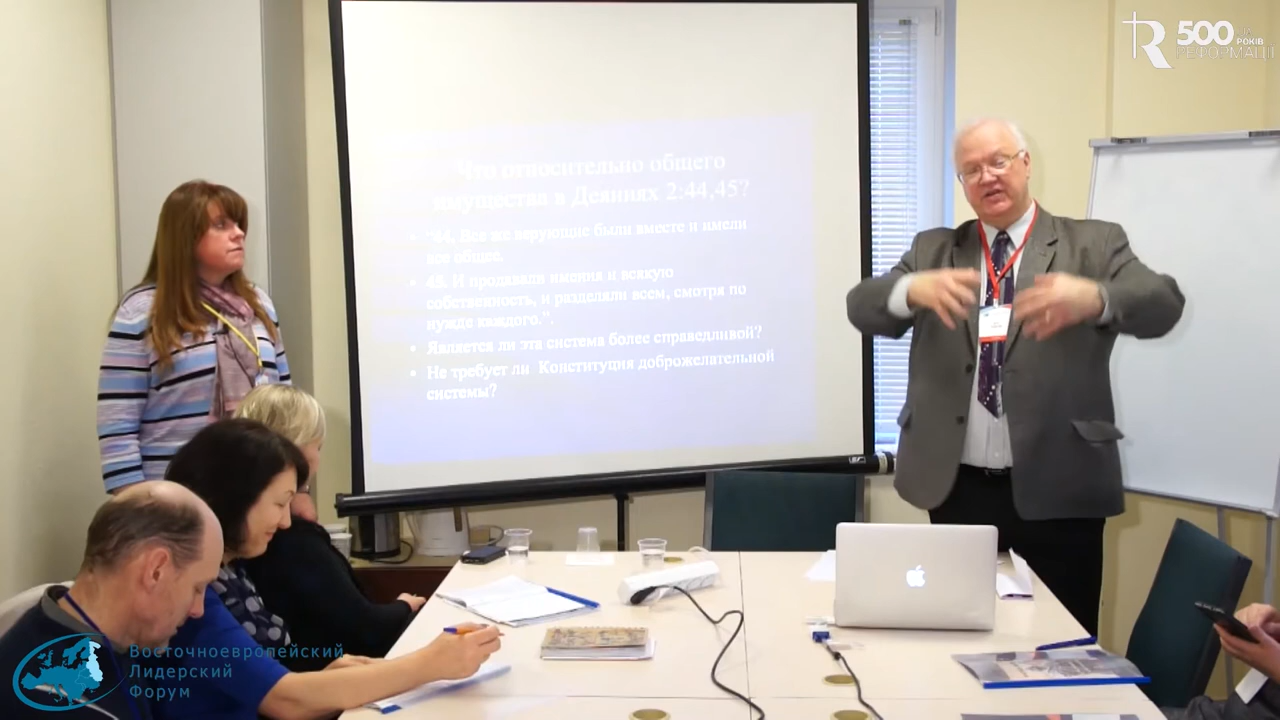 500
РОКІВ
РЕФОРМАЦІЇ
Что относительно общего
имущества в Деяниях 2:44,45?
"44. Все же верующие были вместе и имели
все общее.
45. И продавали имения и всякую
собственность, и разделяли всем, смотря по
нужде каждого.".
Является ли эта система более справедливой?
Не требует ли Конституция доброжелательной
системы?
Восточноевропейский
Лидерский
Форум